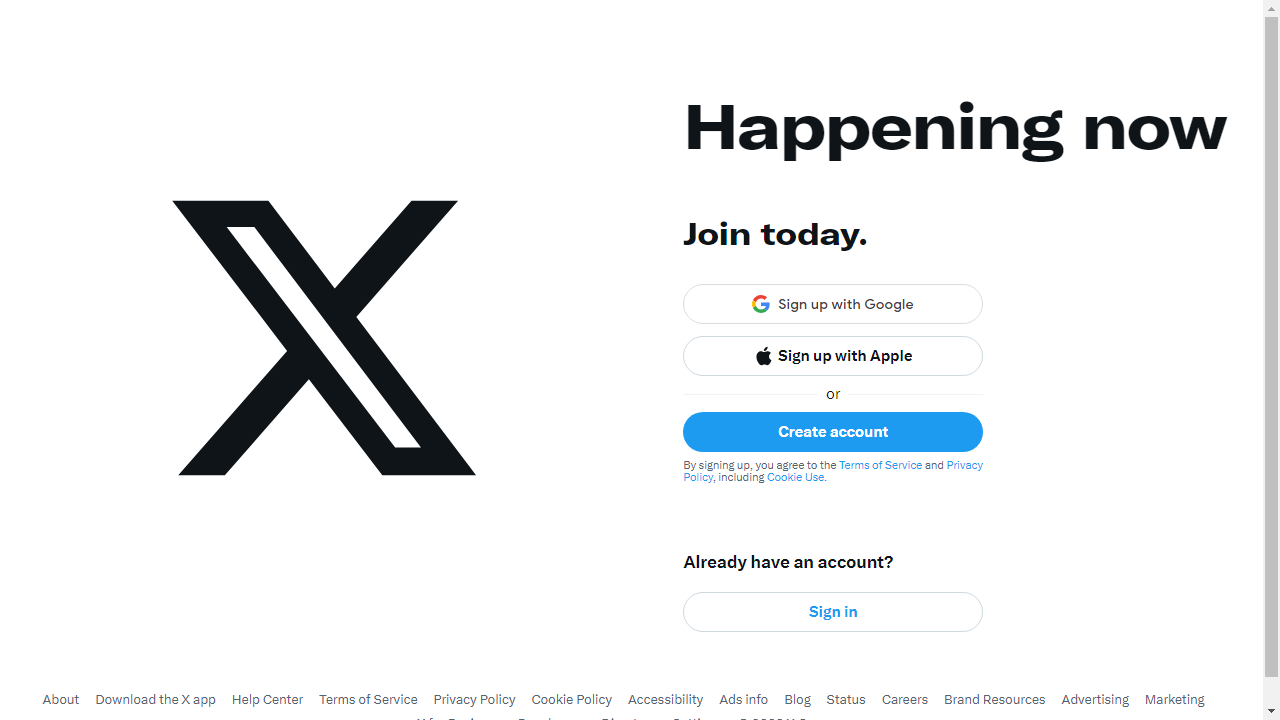 Happening now
Join today.
Sign up with Google
Sign up with Apple
or
Create account
By signing up, you agree to the Terms of Service and Privacy
Policy, including Cookie Use.
Already have an account?
Sign in
About Download the X app Help Center Terms of Service Privacy Policy Cookie Policy Accessibility Ads info Blog Status Careers Brand Resources Advertising Marketing